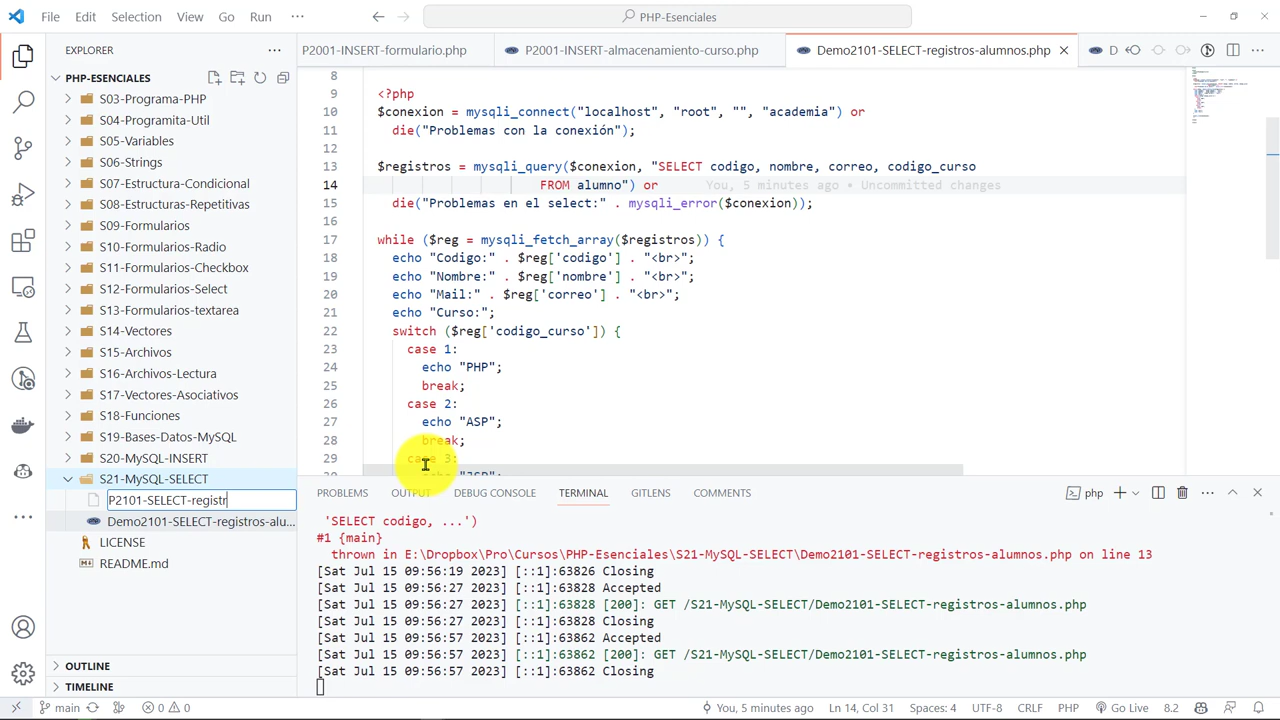 File Edit Selection View Go Run ··· PHP-Esenciales
EXPLORER ···
PHP-ESENCIALES
S03-Programa-PHP
S04-Programita-Util
S05-Variables
S06-Strings
S07-Estructura-Condicional
S08-Estructuras-Repetitivas
S09-Formularios
S10-Formularios-Radio
S11-Formularios-Checkbox
S12-Formularios-Select
S13-Formularios-textarea
S14-Vectores
S15-Archivos
S16-Archivos-Lectura
S17-Vectores-Asociativos
S18-Funciones
S19-Bases-Datos-MySQL
S20-MySQL-INSERT
S21-MySQL-SELECT
P2101-SELECT-registr
Demo2101-SELECT-registros-alu...
LICENSE
README.md
OUTLINE
TIMELINE
P2001-INSERT-formulario.php P2001-INSERT-almacenamiento-curso.php Demo2101-SELECT-registros-alumnos.php D
8
9 <?php
10 $conexion = mysqli_connect("localhost", "root", "", "academia") or
11 die("Problemas con la conexión");
12
13 $registros = mysqli_query($conexion, "SELECT codigo, nombre, correo, codigo_curso
14 FROM alumno") or You, 5 minutes ago • Uncommitted changes
15 die("Problemas en el select:" . mysqli_error($conexion));
16
17 while ($reg = mysqli_fetch_array($registros)) {
18 echo "Codigo:" . $reg['codigo'] . "<br>";
19 echo "Nombre:" . $reg['nombre'] . "<br>";
20 echo "Mail:" . $reg['correo'] . "<br>";
21 echo "Curso:";
22 switch ($reg['codigo_curso']) {
23 case 1:
24 echo "PHP";
25 break;
26 case 2:
27 echo "ASP";
28 break;
29 case 3:
30 echo "JSP";
PROBLEMS OUTPUT DEBUG CONSOLE TERMINAL GITLENS COMMENTS php
'SELECT codigo, ...')
#1 {main}
thrown in E:\Dropbox\Pro\Cursos\PHP-Esenciales\S21-MySQL-SELECT\Demo2101-SELECT-registros-alumnos.php on line 13
[Sat Jul 15 09:56:19 2023] [::1]:63826 Closing
[Sat Jul 15 09:56:27 2023] [::1]:63828 Accepted
[Sat Jul 15 09:56:27 2023] [::1]:63828 [200]: GET /S21-MySQL-SELECT/Demo2101-SELECT-registros-alumnos.php
[Sat Jul 15 09:56:27 2023] [::1]:63828 Closing
[Sat Jul 15 09:56:57 2023] [::1]:63862 Accepted
[Sat Jul 15 09:56:57 2023] [::1]:63862 [200]: GET /S21-MySQL-SELECT/Demo2101-SELECT-registros-alumnos.php
[Sat Jul 15 09:56:57 2023] [::1]:63862 Closing
main 0 0 You, 5 minutes ago Ln 14, Col 31 Spaces: 4 UTF-8 CRLF PHP Go Live 8.2